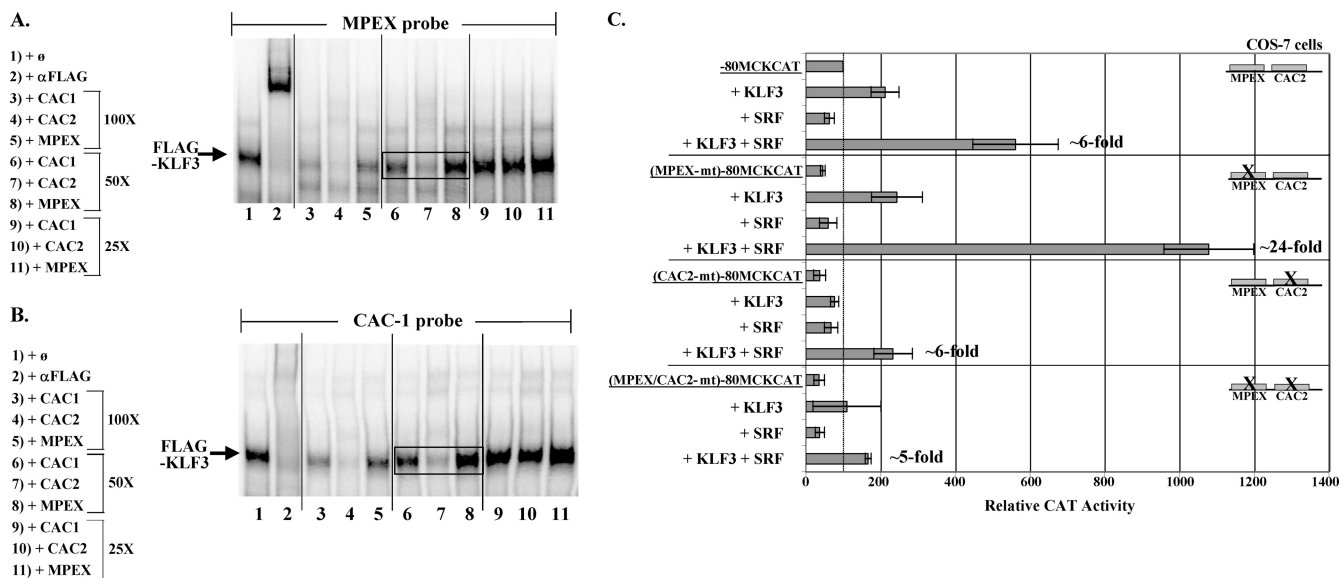 A.
MPEX probe
1) + ø
2) + αFLAG
3) + CAC1
4) + CAC2
5) + MPEX
100X
6) + CAC1
7) + CAC2
8) + MPEX
50X
9) + CAC1
10) + CAC2
11) + MPEX
25X
FLAG
-KLF3
1 2 3 4 5 6 7 8 9 10 11
B.
CAC-1 probe
1) + ø
2) + αFLAG
3) + CAC1
4) + CAC2
5) + MPEX
100X
6) + CAC1
7) + CAC2
8) + MPEX
50X
9) + CAC1
10) + CAC2
11) + MPEX
25X
FLAG
-KLF3
1 2 3 4 5 6 7 8 9 10 11
C.
COS-7 cells
-80MCKCAT
MPEX CAC2
+ KLF3
+ SRF
+ KLF3 + SRF
~6-fold
(MPEX-mt)-80MCKCAT
X
MPEX CAC2
+ KLF3
+ SRF
+ KLF3 + SRF
~24-fold
(CAC2-mt)-80MCKCAT
X
MPEX CAC2
+ KLF3
+ SRF
+ KLF3 + SRF
~6-fold
(MPEX/CAC2-mt)-80MCKCAT
X X
MPEX CAC2
+ KLF3
+ SRF
+ KLF3 + SRF
~5-fold
0 200 400 600 800 1000 1200 1400
Relative CAT Activity